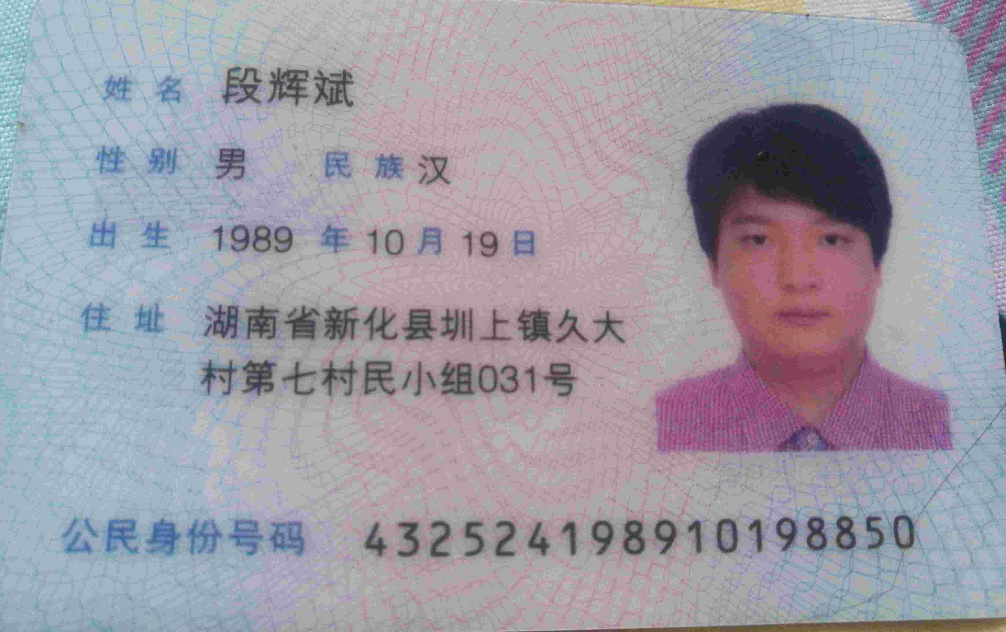 姓名 段辉斌
性别 男 民族 汉
出生 1989 年 10 月 19 日
住址 湖南省新化县圳上镇久大
村第七村民小组031号
公民身份号码 432524198910198850